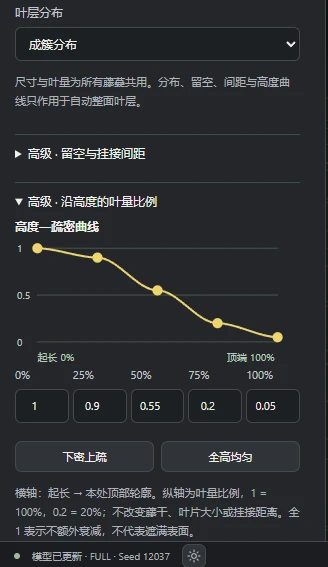 叶层分布
成簇分布
尺寸与叶量为所有藤蔓共用。分布、留空、间距与高度曲
线只作用于自动整面叶层。
高级 · 留空与挂接间距
高级 · 沿高度的叶量比例
高度—疏密曲线
1
0.5
0
起长 0%
顶端 100%
0% 25% 50% 75% 100%
1 0.9 0.55 0.2 0.05
下密上疏 全高均匀
横轴：起长 → 本处顶部轮廓。纵轴为叶量比例，1 =
100%，0.2 = 20%；不改变藤干、叶片大小或挂接距离。全
1 表示不额外衰减，不代表遮满表面。
模型已更新 · FULL · Seed 12037